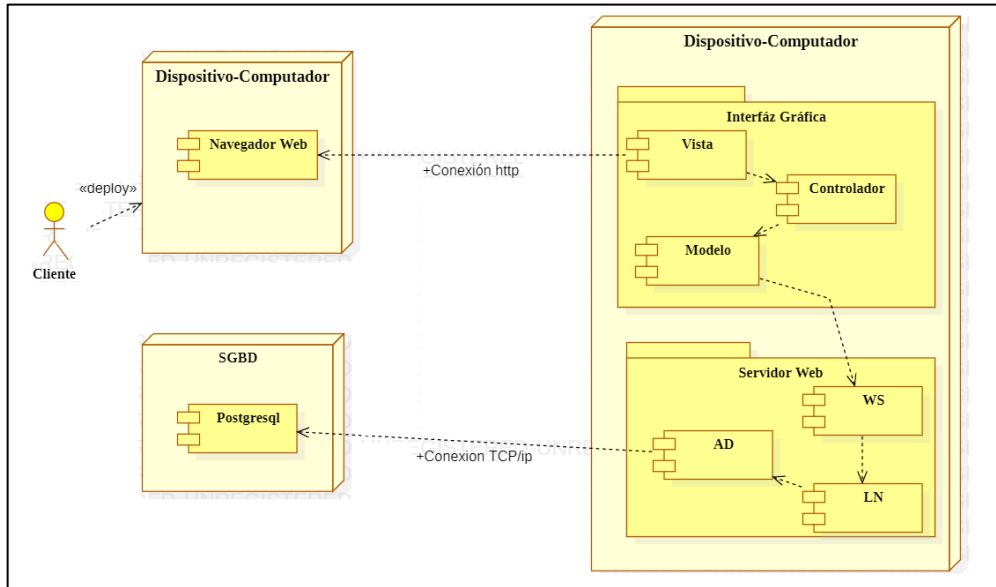 Dispositivo-Computador
Navegador Web
«deploy»
Cliente
SGBD
Postgresql
+Conexión http
+Conexion TCP/ip
Dispositivo-Computador
Interfáz Gráfica
Vista
Controlador
Modelo
Servidor Web
WS
AD
LN